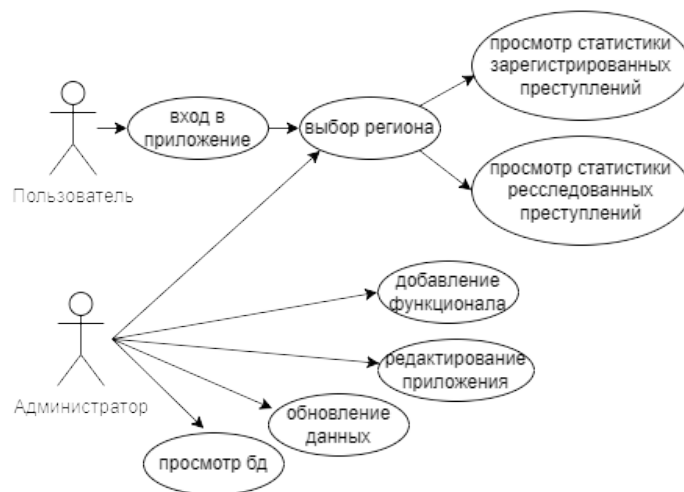 просмотр статистики
зарегистрированных
преступлений
вход в
приложение
выбор региона
просмотр статистики
ресследованных
преступлений
Пользователь
добавление
функционала
редактирование
приложения
Администратор
обновление
данных
просмотр бд